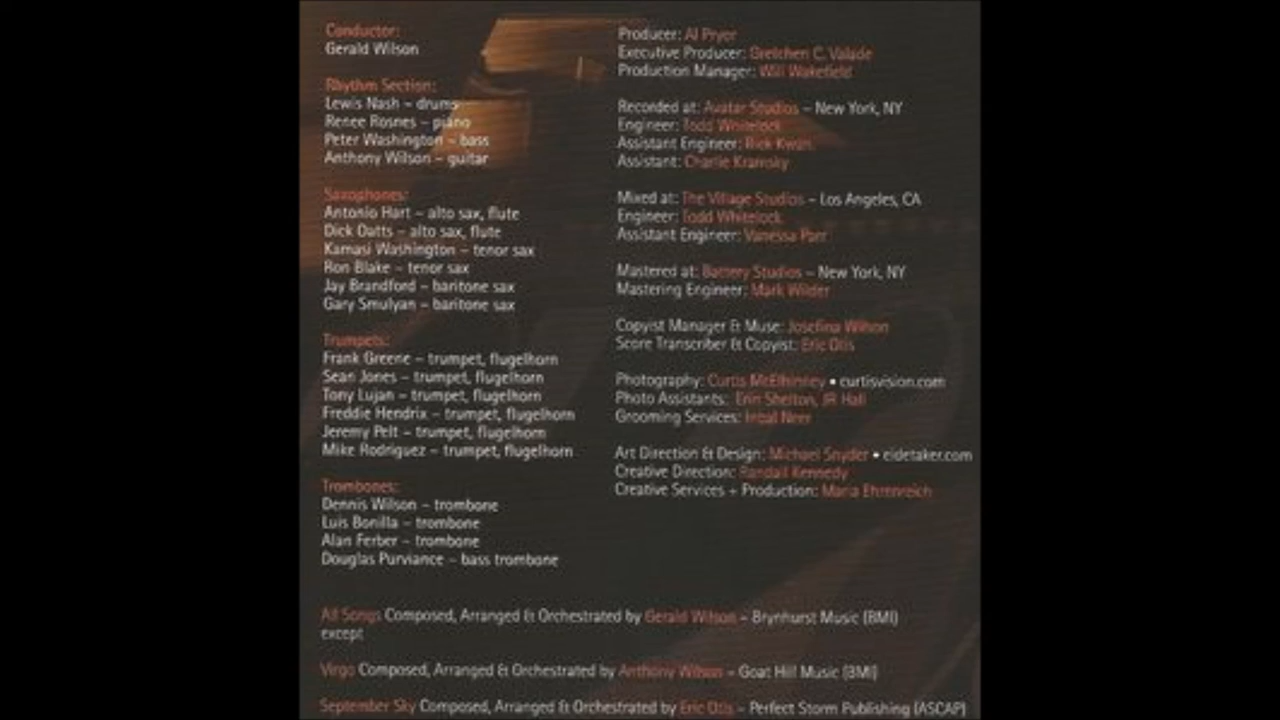 Conductor:
Gerald Wilson
Rhythm Section:
Lewis Nash – drums
Renee Rosnes – piano
Peter Washington – bass
Anthony Wilson – guitar
Saxophones:
Antonio Hart – alto sax, flute
Dick Oatts – alto sax, flute
Kamasi Washington – tenor sax
Ron Blake – tenor sax
Jay Brandford – baritone sax
Gary Smulyan – baritone sax
Trumpets:
Frank Greene – trumpet, flugelhorn
Sean Jones – trumpet, flugelhorn
Tony Lujan – trumpet, flugelhorn
Freddie Hendrix – trumpet, flugelhorn
Jeremy Pelt – trumpet, flugelhorn
Mike Rodriguez – trumpet, flugelhorn
Trombones:
Dennis Wilson – trombone
Luis Bonilla – trombone
Alan Ferber – trombone
Douglas Purviance – bass trombone
Producer: Al Pryor
Executive Producer: Gretchen C. Valade
Production Manager: Will Wakefield
Recorded at: Avatar Studios – New York, NY
Engineer: Todd Whitelock
Assistant Engineer: Rick Kwan
Assistant: Charlie Kramsky
Mixed at: The Village Studios – Los Angeles, CA
Engineer: Todd Whitelock
Assistant Engineer: Vanessa Parr
Mastered at: Battery Studios – New York, NY
Mastering Engineer: Mark Wilder
Copyist Manager & Muse: Josefina Wilson
Score Transcriber & Copyist: Eric Otis
Photography: Curtis McElhinney • curtisvision.com
Photo Assistants: Erin Shelton, JR Hall
Grooming Services: Inbal Neer
Art Direction & Design: Michael Snyder • eidetaker.com
Creative Direction: Randall Kennedy
Creative Services + Production: Maria Ehrenreich
All Songs Composed, Arranged & Orchestrated by Gerald Wilson – Brynhurst Music (BMI)
except
Virgo Composed, Arranged & Orchestrated by Anthony Wilson – Goat Hill Music (BMI)
September Sky Composed, Arranged & Orchestrated by Eric Otis – Perfect Storm Publishing (ASCAP)